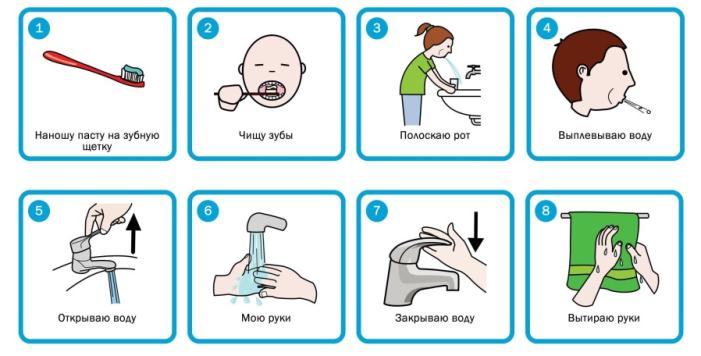 1
Наношу пасту на зубную
щетку
2
Чищу зубы
3
Полоскаю рот
4
Выплевываю воду
5
Открываю воду
6
Мою руки
7
Закрываю воду
8
Вытираю руки